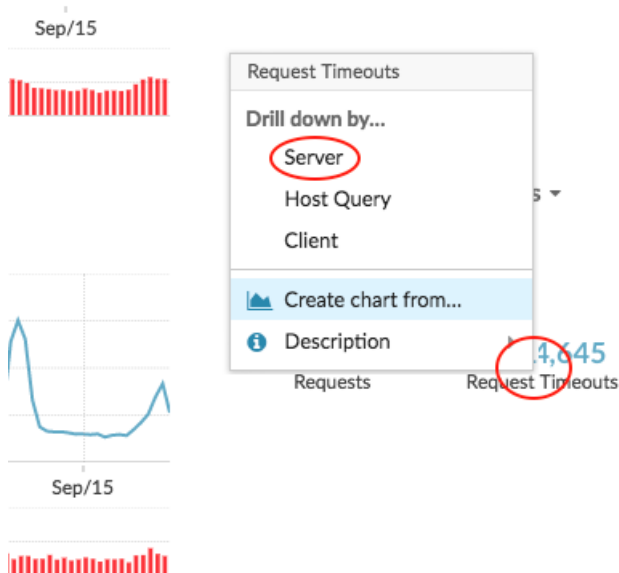 Sep/15
Request Timeouts
Drill down by...
Server
Host Query
Client
Create chart from...
Description
4,645
Requests
Request Timeouts
Sep/15